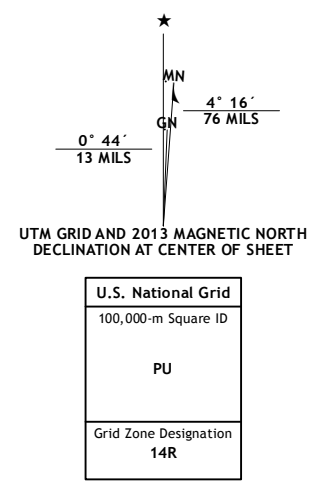 ★
MN
4° 16´
76 MILS
GN
0° 44´
13 MILS
UTM GRID AND 2013 MAGNETIC NORTH
DECLINATION AT CENTER OF SHEET
U.S. National Grid
100,000-m Square ID
PU
Grid Zone Designation
14R